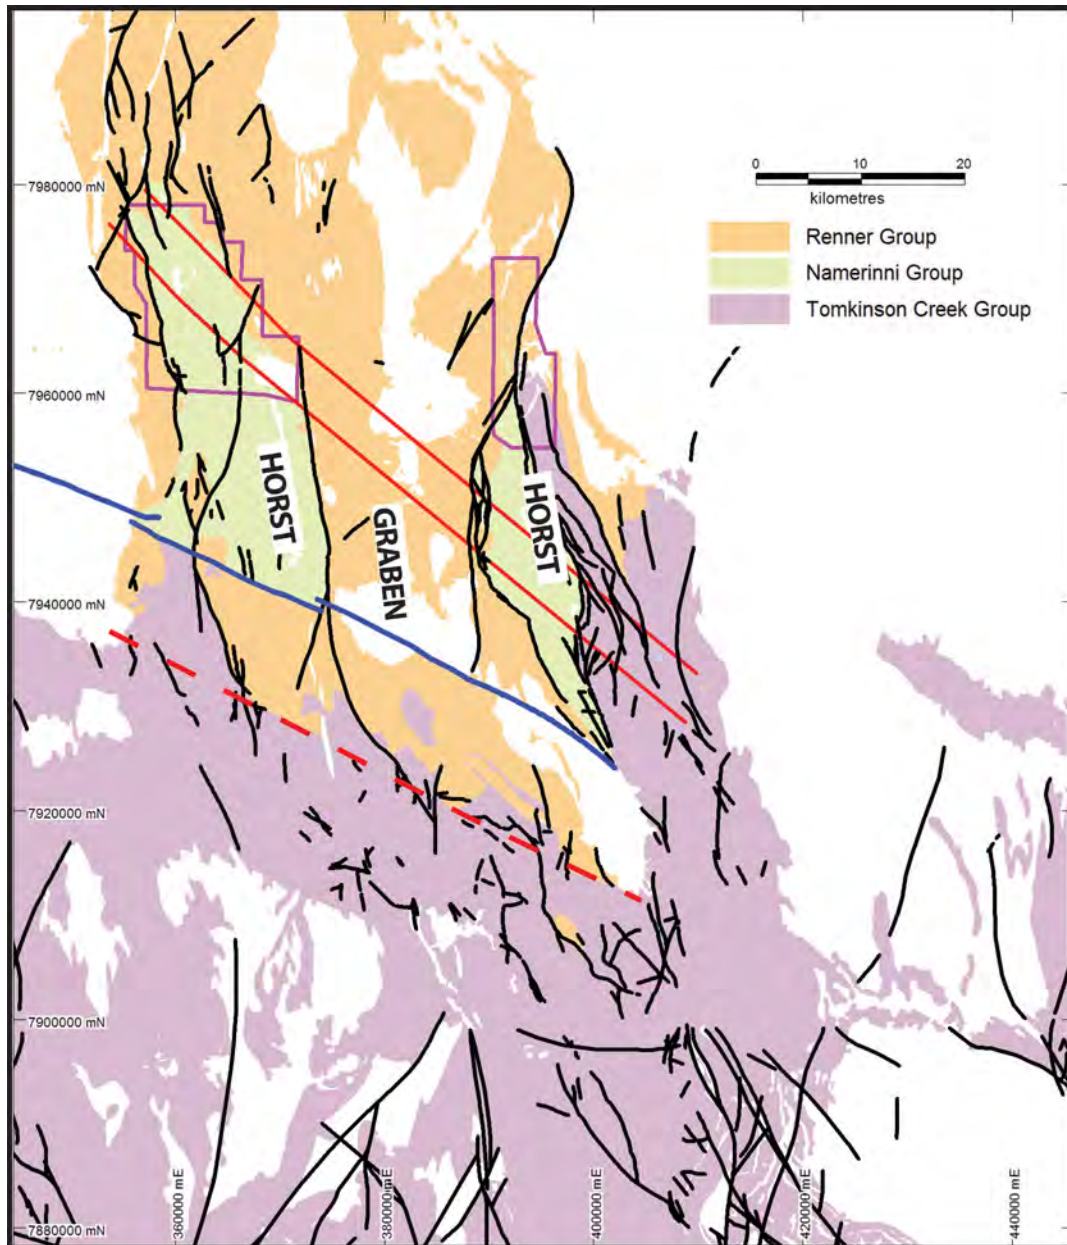 7980000 mN
0 10 20
kilometres
Renner Group
Namerinni Group
Tomkinson Creek Group
7960000 mN
HORST
GRABEN
HORST
7940000 mN
7920000 mN
7900000 mN
7880000 mN
360000 mE
380000 mE
400000 mE
420000 mE
440000 mE